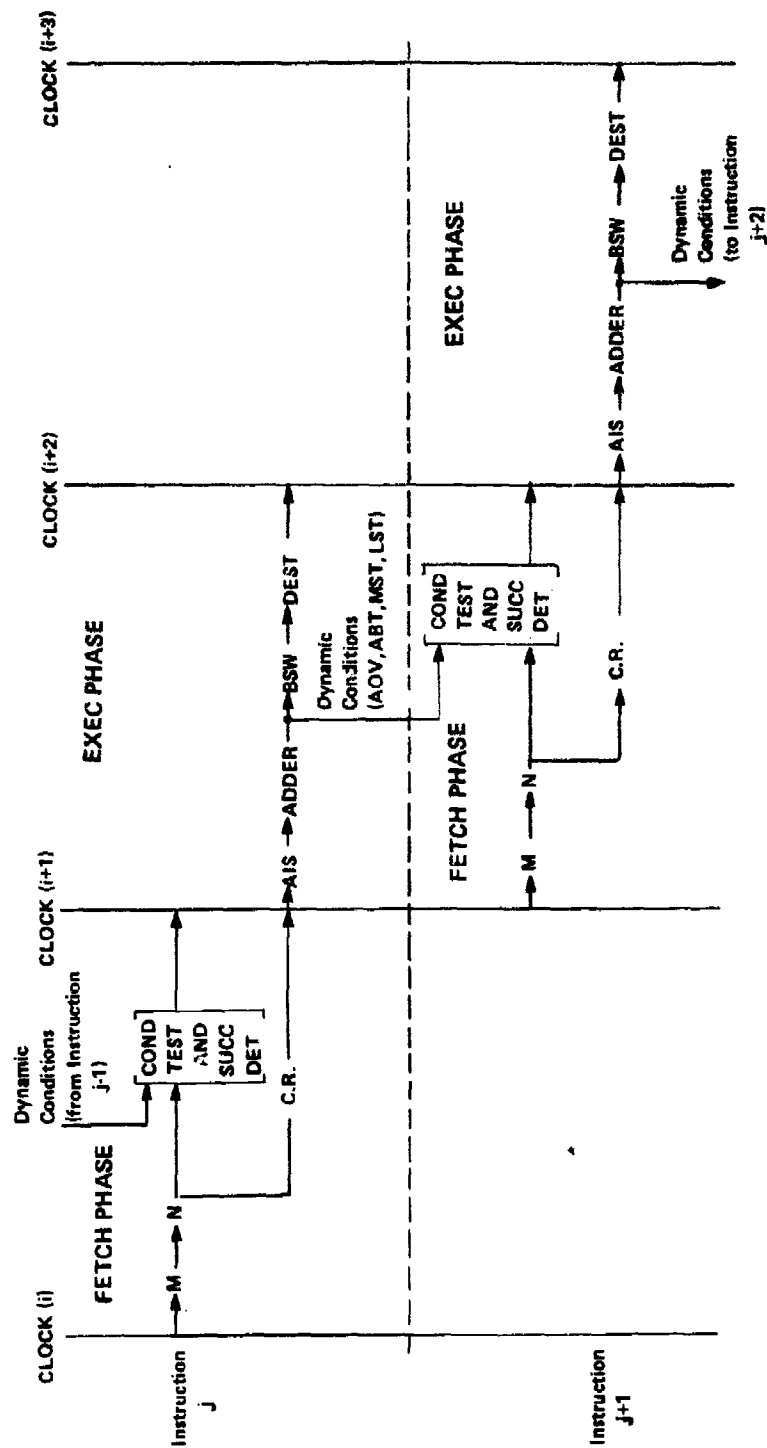 CLOCK (i)
CLOCK (i+1)
CLOCK (i+2)
CLOCK (i+3)
Dynamic
Conditions
(from Instruction
j-1)
FETCH PHASE
EXEC PHASE
Instruction
j
M
N
COND
TEST
AND
SUCC
DET
C.R.
AIS
ADDER
BSW
DEST
Dynamic
Conditions
(AOV, ABT, MST, LST)
FETCH PHASE
EXEC PHASE
Instruction
j+1
M
N
COND
TEST
AND
SUCC
DET
C.R.
AIS
ADDER
BSW
DEST
Dynamic
Conditions
(to Instruction
j+2)